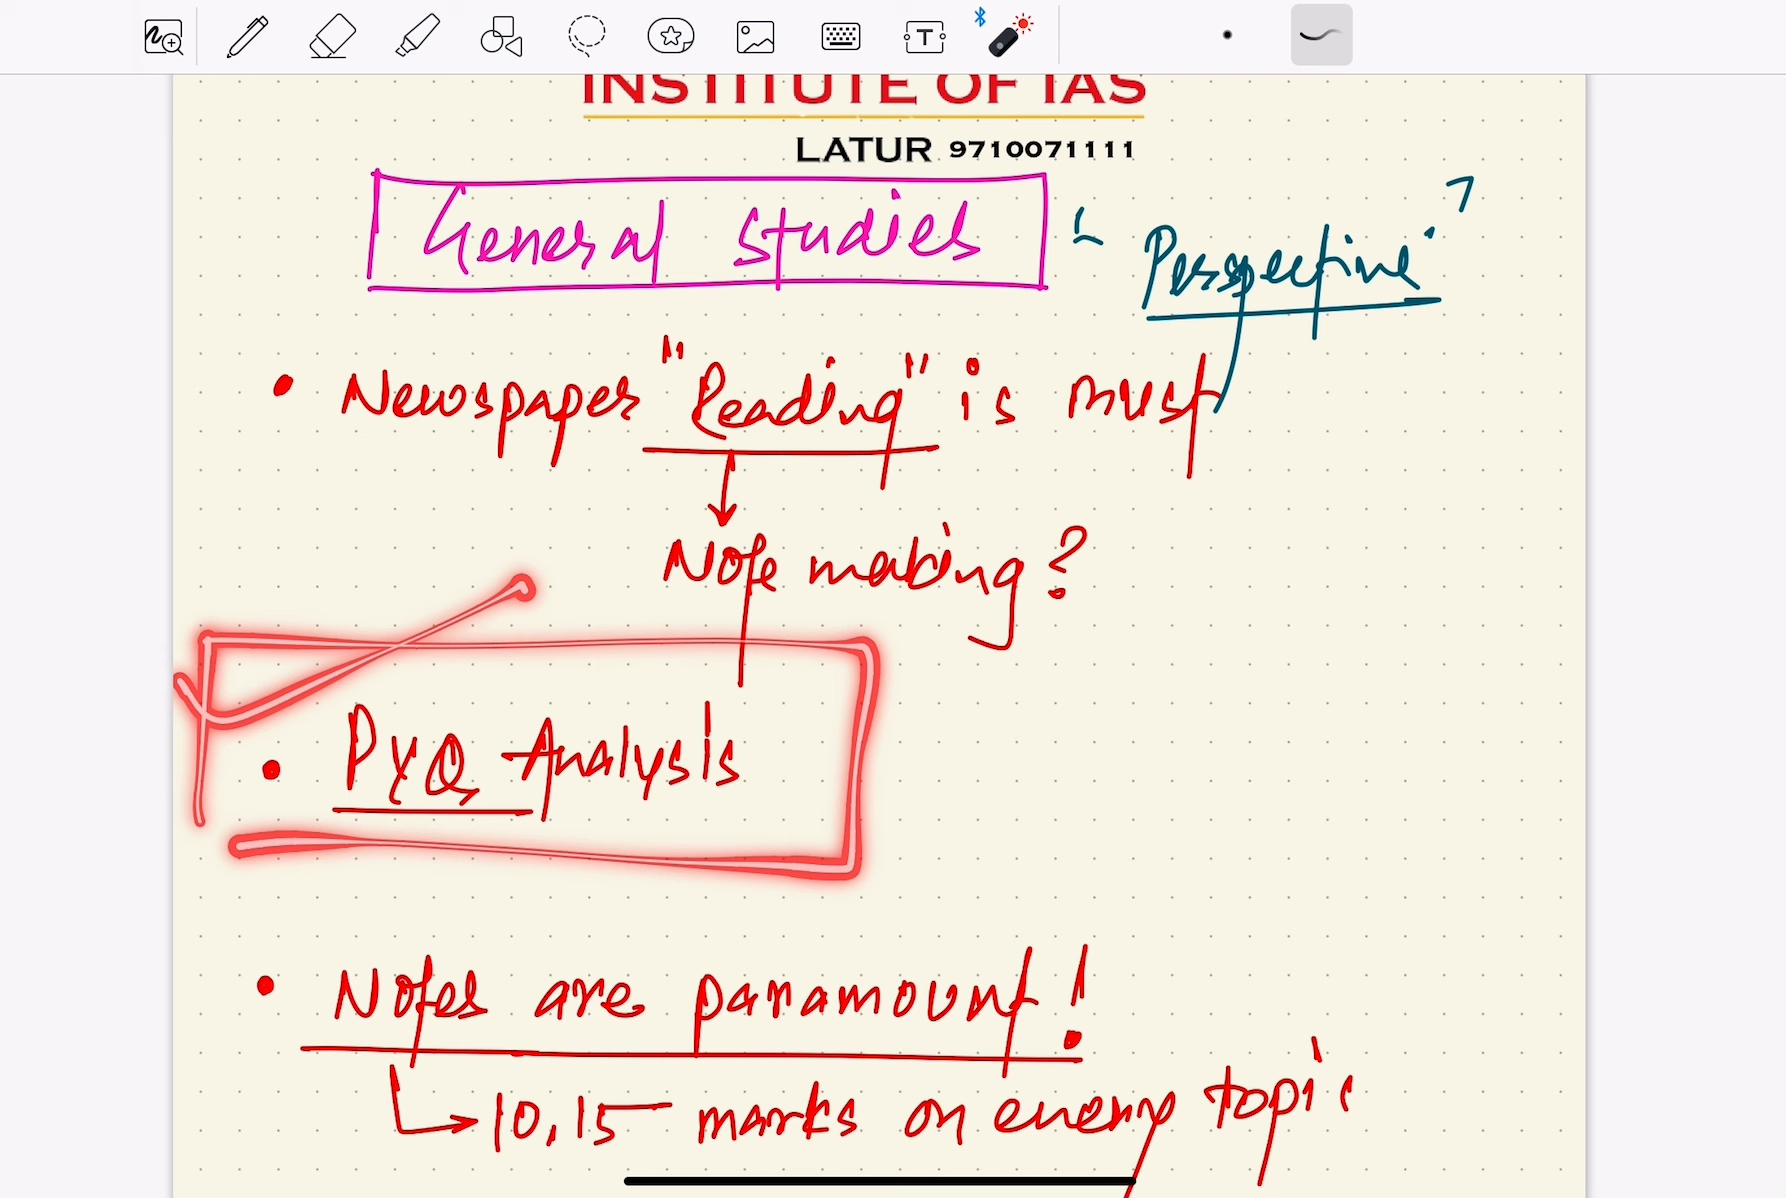 INSTITUTE OF IAS
LATUR 9710071111
General studies
"Perspective"
• Newspaper "Reading" is must
Note making?
• PYQ Analysis
• Notes are paramount!
10,15 marks on every topic